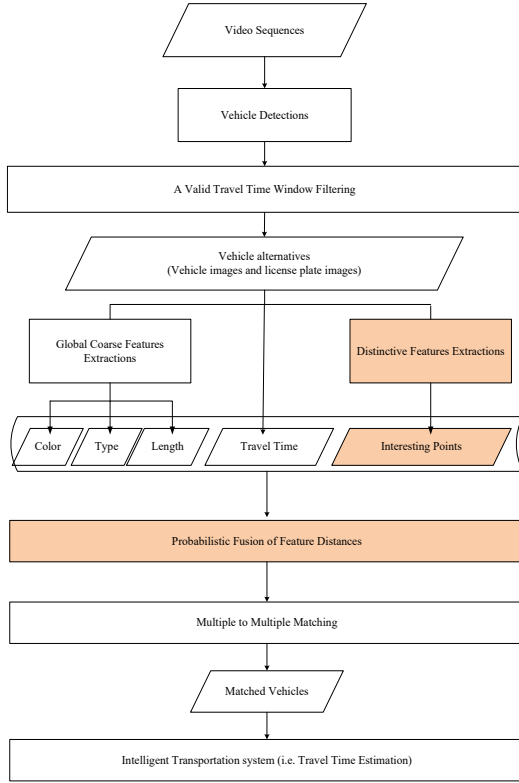 Video Sequences
Vehicle Detections
A Valid Travel Time Window Filtering
Vehicle alternatives
(Vehicle images and license plate images)
Global Coarse Features
Extractions
Distinctive Features Extractions
Color
Type
Length
Travel Time
Interesting Points
Probabilistic Fusion of Feature Distances
Multiple to Multiple Matching
Matched Vehicles
Intelligent Transportation system (i.e. Travel Time Estimation)